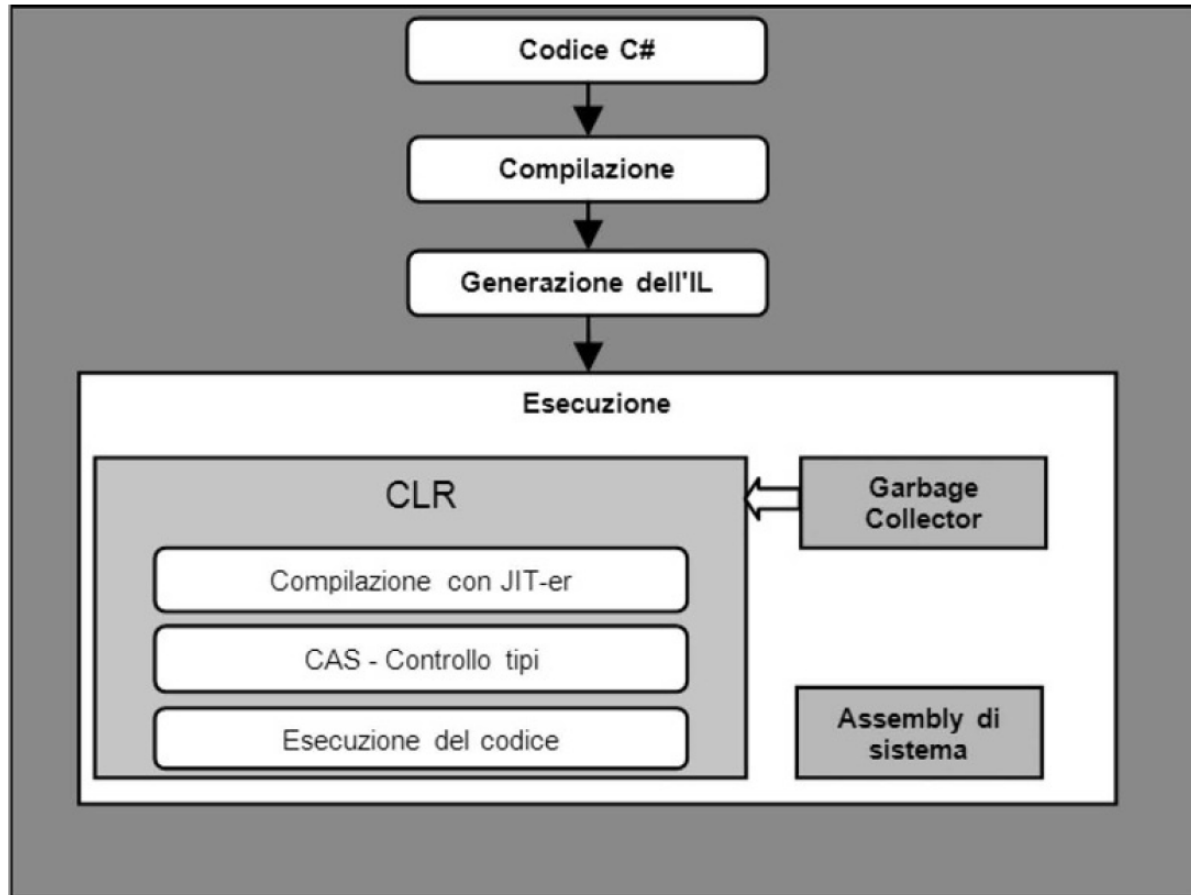 Codice C#
Compilazione
Generazione dell'IL
Esecuzione
CLR
Compilazione con JIT-er
CAS - Controllo tipi
Esecuzione del codice
Garbage
Collector
Assembly di
sistema